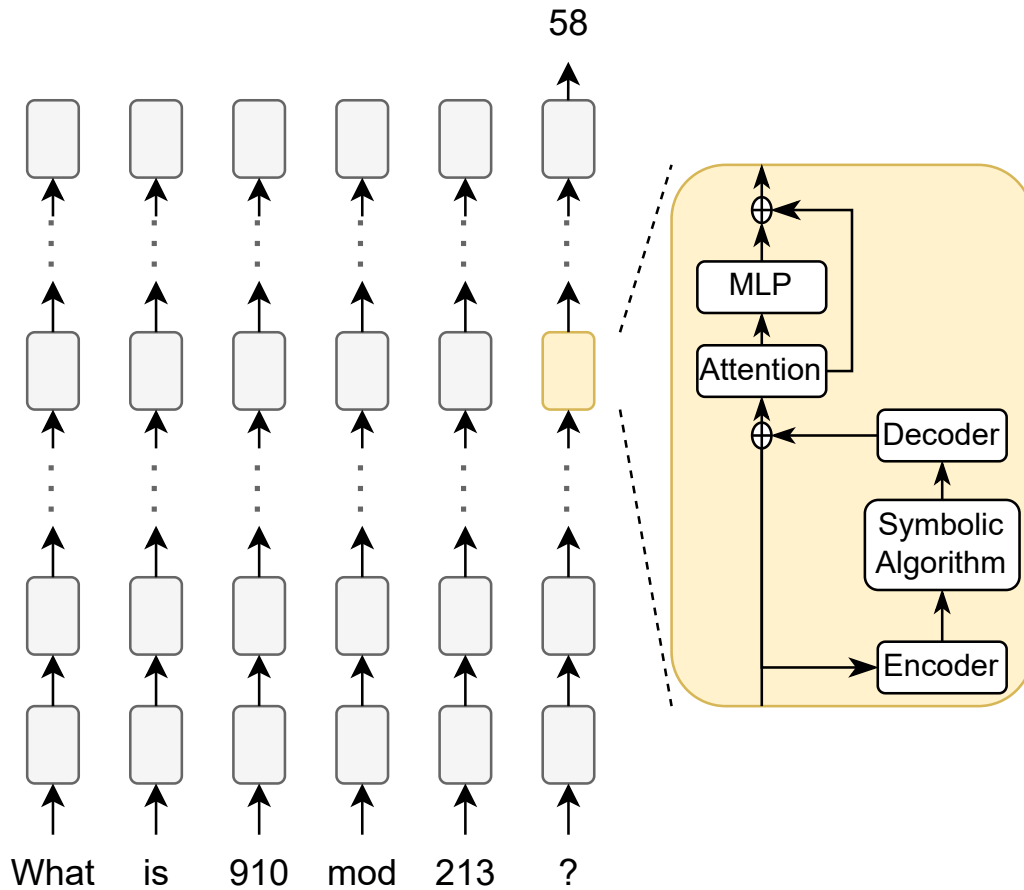 58
MLP
Attention
Decoder
Symbolic
Algorithm
Encoder
What is 910 mod 213 ?